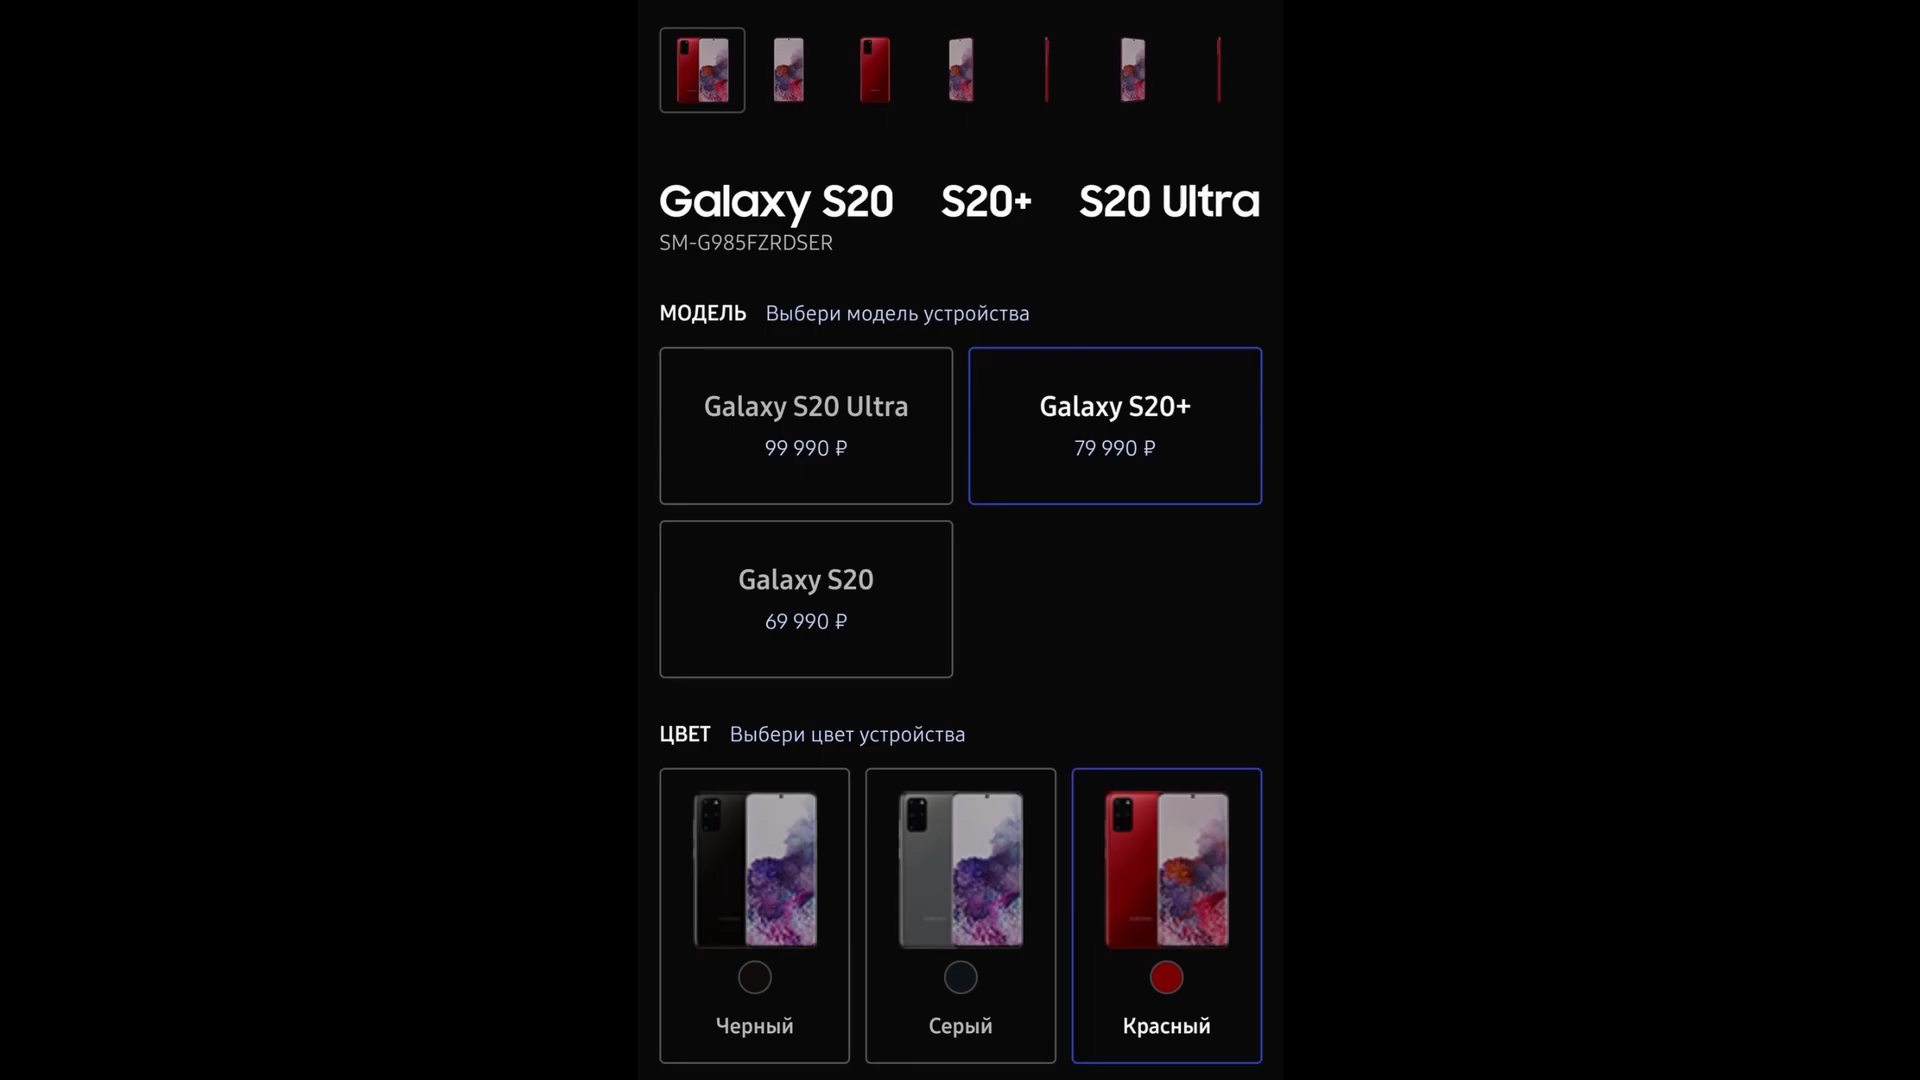 Galaxy S20 S20+ S20 Ultra
SM-G985FZRDSER
МОДЕЛЬ Выбери модель устройства
Galaxy S20 Ultra
99 990 ₽
Galaxy S20+
79 990 ₽
Galaxy S20
69 990 ₽
ЦВЕТ Выбери цвет устройства
Черный
Серый
Красный